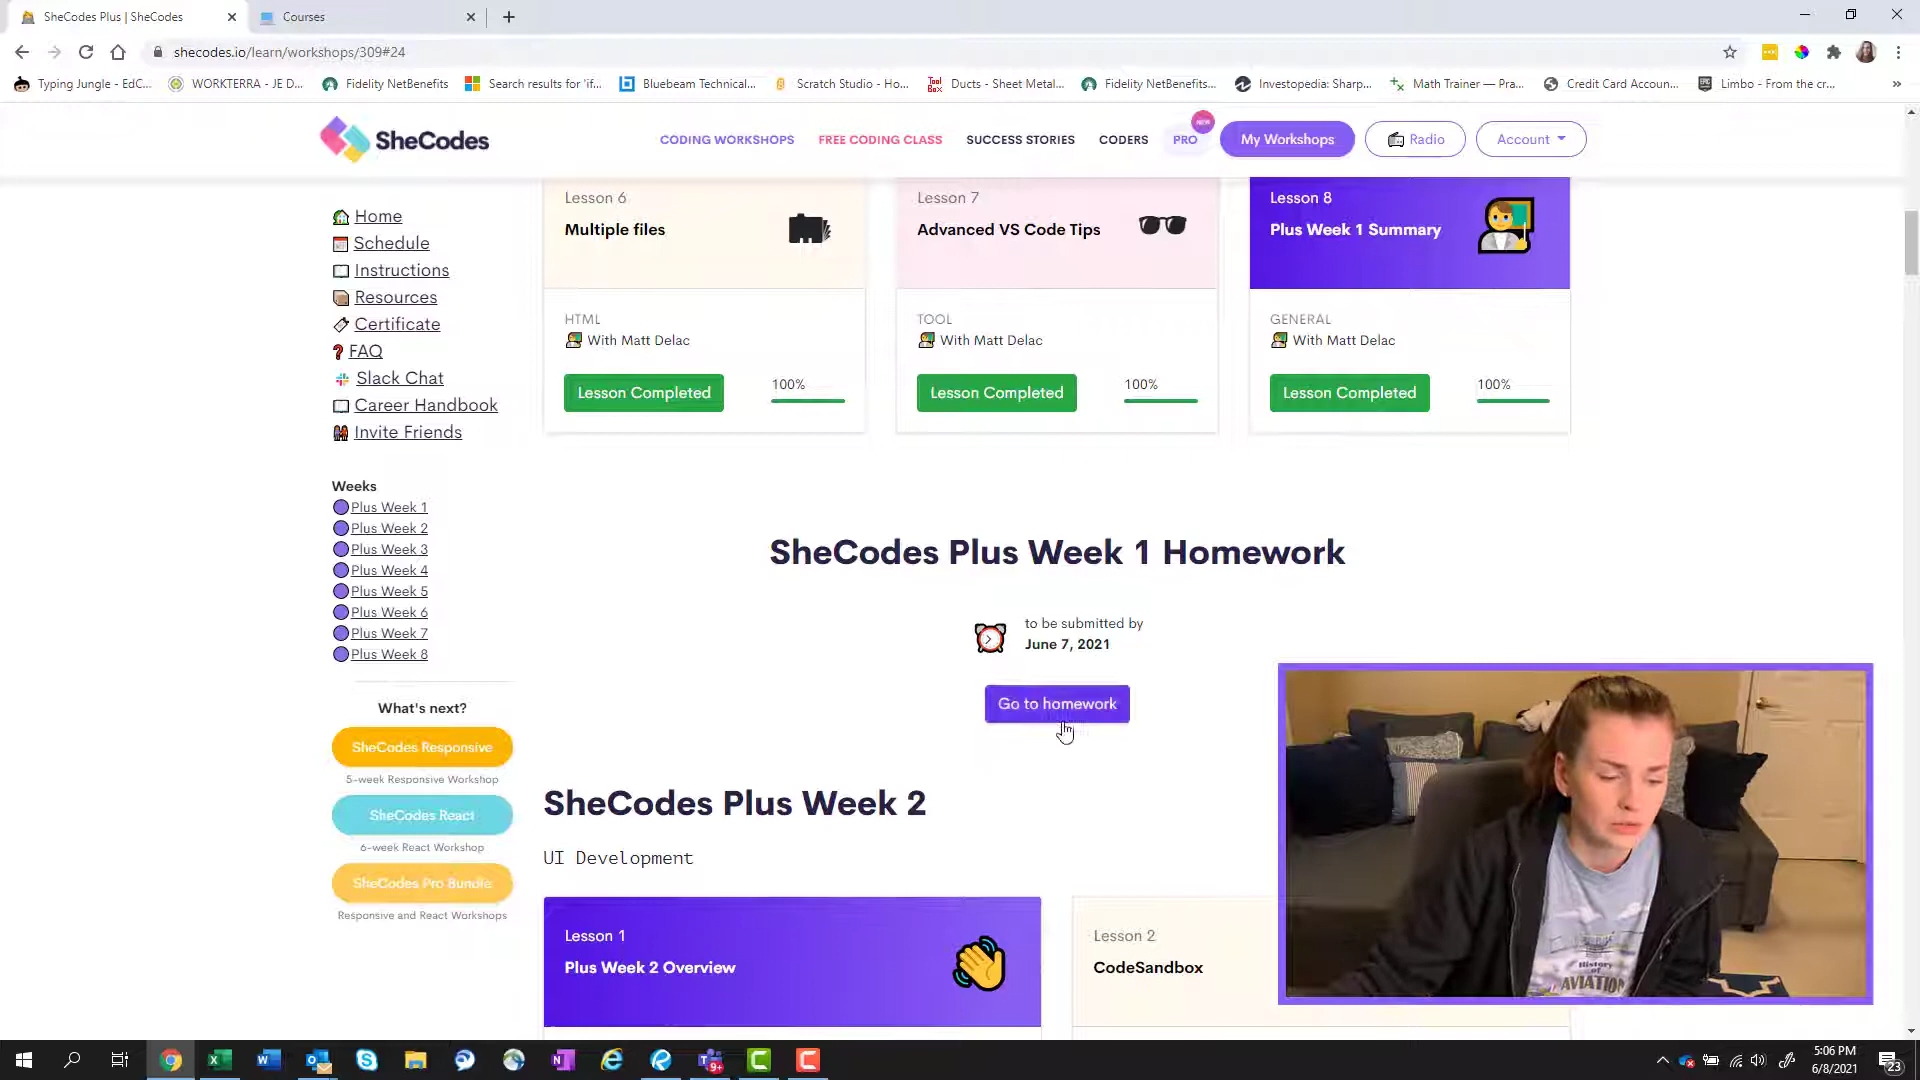 SheCodes Plus | SheCodes
Courses
shecodes.io/learn/workshops/309#24
Typing Jungle - EdC...
WORKTERRA - JE D...
Fidelity NetBenefits
Search results for 'if...
Bluebeam Technical...
Scratch Studio - Ho...
Ducts - Sheet Metal...
Fidelity NetBenefits...
Investopedia: Sharp...
Math Trainer — Pra...
Credit Card Accoun...
Limbo - From the cr...
SheCodes
CODING WORKSHOPS
FREE CODING CLASS
SUCCESS STORIES
CODERS
PRO
NEW
My Workshops
Radio
Account
Home
Schedule
Instructions
Resources
Certificate
FAQ
Slack Chat
Career Handbook
Invite Friends
Weeks
Plus Week 1
Plus Week 2
Plus Week 3
Plus Week 4
Plus Week 5
Plus Week 6
Plus Week 7
Plus Week 8
What's next?
SheCodes Responsive
5-week Responsive Workshop
SheCodes React
6-week React Workshop
SheCodes Pro Bundle
Responsive and React Workshops
Lesson 6
Multiple files
HTML
With Matt Delac
Lesson Completed
100%
Lesson 7
Advanced VS Code Tips
TOOL
With Matt Delac
Lesson Completed
100%
Lesson 8
Plus Week 1 Summary
GENERAL
With Matt Delac
Lesson Completed
100%
SheCodes Plus Week 1 Homework
to be submitted by
June 7, 2021
Go to homework
SheCodes Plus Week 2
UI Development
Lesson 1
Plus Week 2 Overview
Lesson 2
CodeSandbox
History
of
AVIATION
5:06 PM
6/8/2021
23
9+